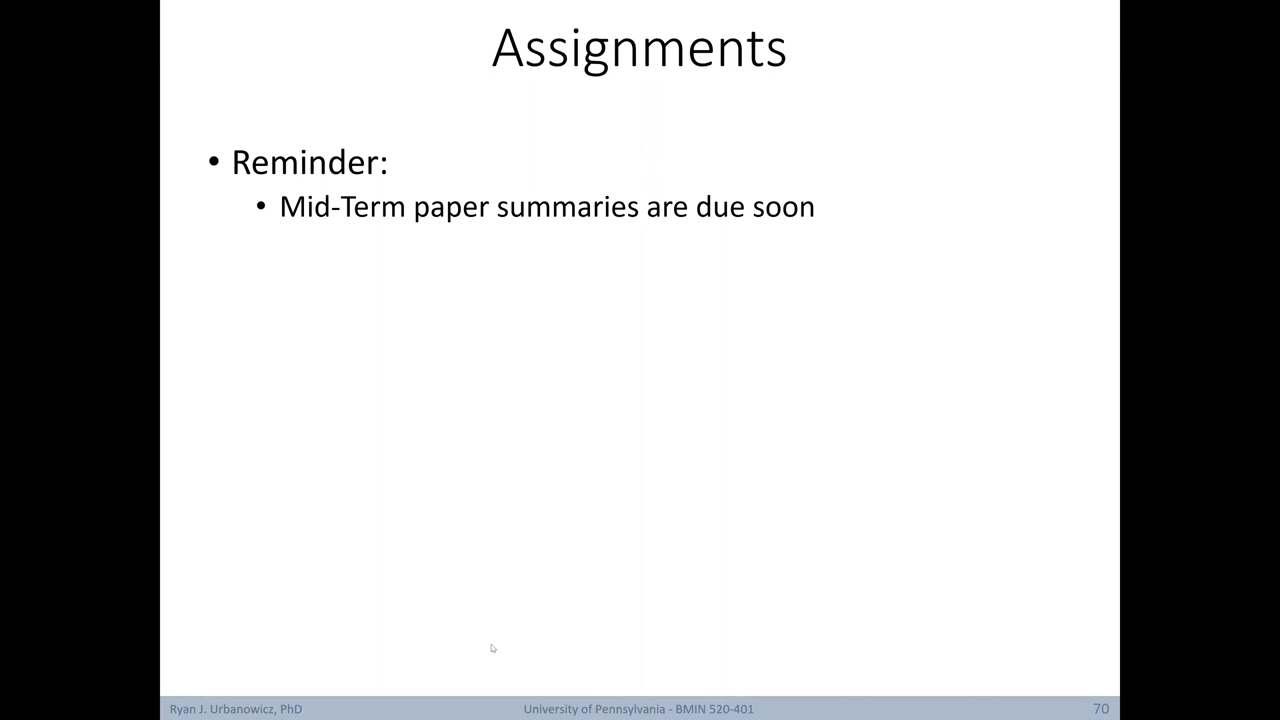 Assignments
• Reminder:
• Mid-Term paper summaries are due soon
Ryan J. Urbanowicz, PhD
University of Pennsylvania - BMIN 520-401
70